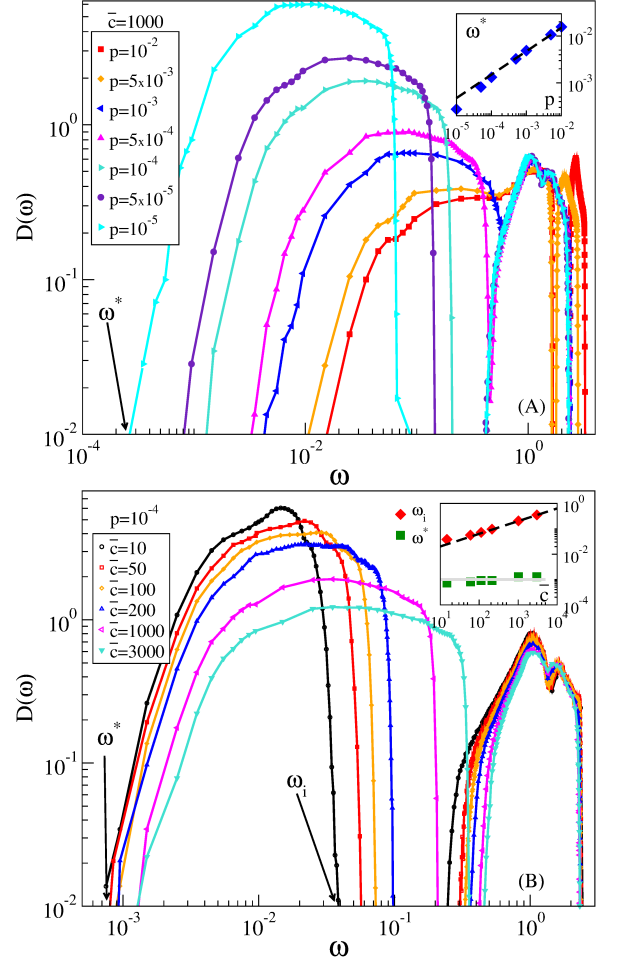 c̅=1000
p=10⁻²
p=5x10⁻³
p=10⁻³
p=5x10⁻⁴
p=10⁻⁴
p=5x10⁻⁵
p=10⁻⁵
ω*
p
10⁻¹
10⁻³
10⁻⁵ 10⁻⁴ 10⁻³ 10⁻²
D(ω)
10⁰
10⁻¹
10⁻²
ω*
(A)
10⁻⁴ 10⁻² 10⁰
ω
p=10⁻⁴
c̅=10
c̅=50
c̅=100
c̅=200
c̅=1000
c̅=3000
ωᵢ
ω*
10⁰
10⁻²
10⁻⁴
c̅
10¹ 10² 10³ 10⁴
D(ω)
10⁰
10⁻¹
10⁻²
ω*
ωᵢ
(B)
10⁻³ 10⁻² 10⁻¹ 10⁰
ω